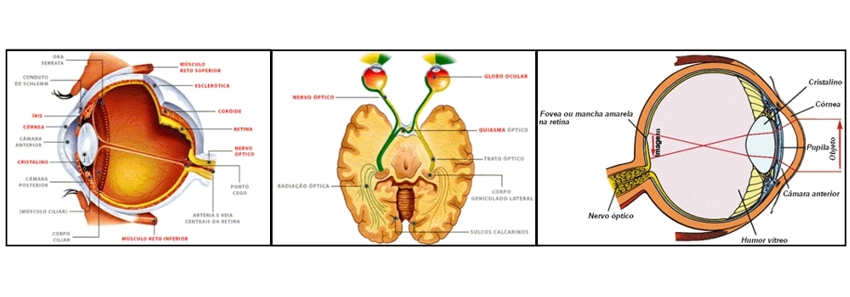 ORA
SERRATA
MÚSCULO
RETO SUPERIOR
CONDUTO
DE SCHLEMM
ESCLERÓTICA
ÍRIS
CORÓIDE
CÓRNEA
RETINA
CÂMARA
ANTERIOR
NERVO
ÓPTICO
CRISTALINO
CÂMARA
POSTERIOR
PONTO
CEGO
(MÚSCULO CILIAR)
ARTÉRIA E VEIA
CENTRAIS DA RETINA
CORPO
CILIAR
MÚSCULO RETO INFERIOR
GLOBO OCULAR
NERVO ÓPTICO
QUIASMA ÓPTICO
TRATO ÓPTICO
RADIAÇÃO ÓPTICA
CORPO
GENICULADO LATERAL
SULCOS CALCARINOS
Cristalino
Córnea
Fovea ou mancha amarela
na retina
Imagem
Objeto
Pupila
Câmara anterior
Nervo óptico
Humor vítreo